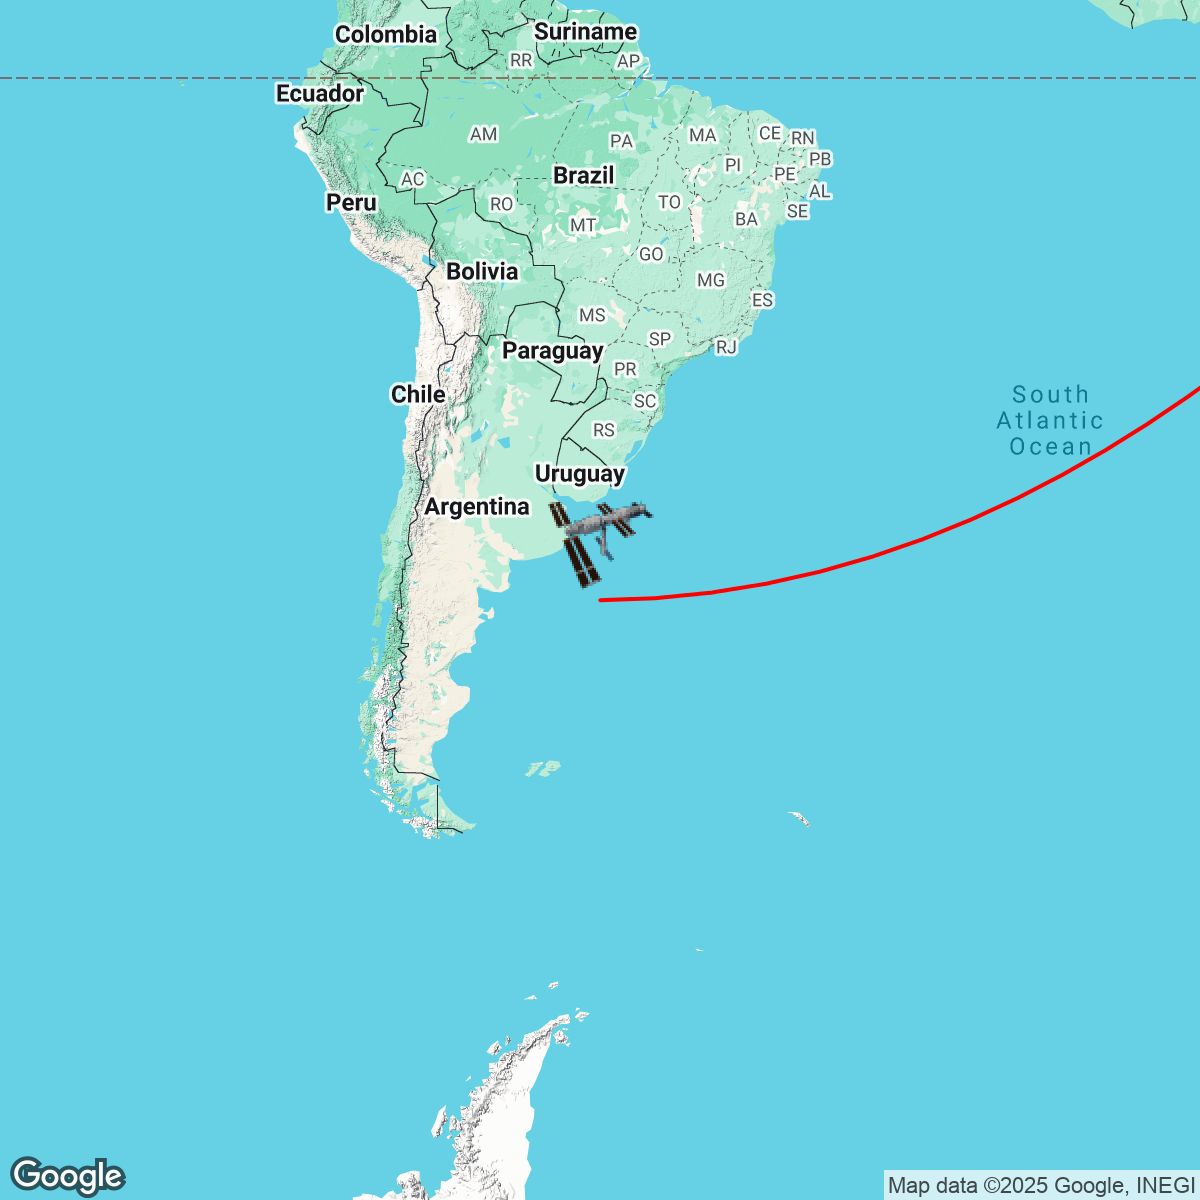 Colombia
Suriname
RR
AP
Ecuador
AM
PA
MA
CE
RN
PB
PI
PE
AL
Brazil
AC
Peru
RO
TO
SE
MT
BA
GO
Bolivia
MG
ES
MS
SP
RJ
Paraguay
PR
Chile
SC
South
Atlantic
Ocean
RS
Uruguay
Argentina
Google
Map data ©2025 Google, INEGI